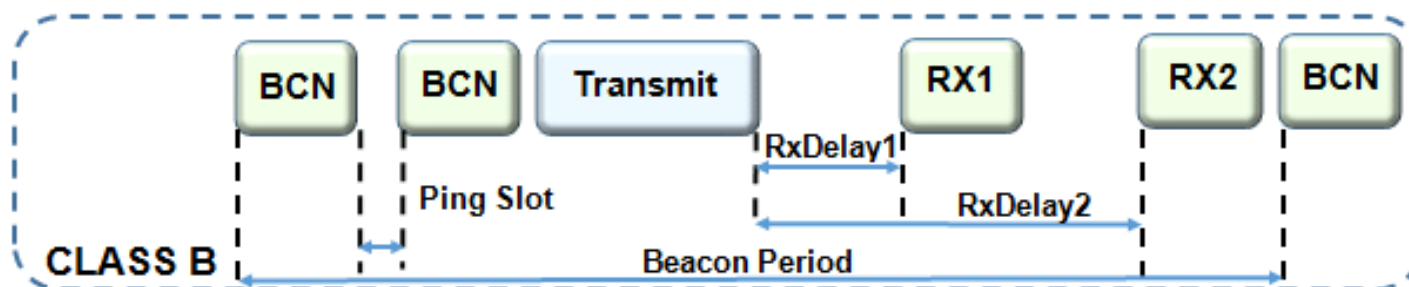 BCN BCN Transmit RX1 RX2 BCN
RxDelay1
Ping Slot RxDelay2
CLASS B Beacon Period